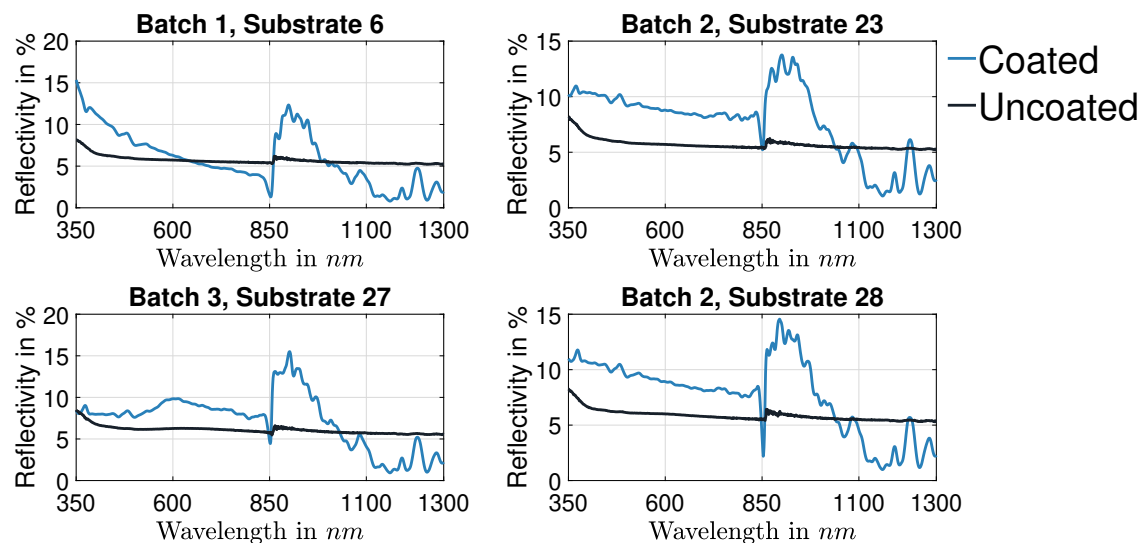 Batch 1, Substrate 6
Reflectivity in %
20
15
10
5
0
350
600
850
1100
1300
Wavelength in nm
Batch 2, Substrate 23
Reflectivity in %
15
10
5
0
350
600
850
1100
1300
Wavelength in nm
Coated
Uncoated
Batch 3, Substrate 27
Reflectivity in %
20
15
10
5
0
350
600
850
1100
1300
Wavelength in nm
Batch 2, Substrate 28
Reflectivity in %
15
10
5
0
350
600
850
1100
1300
Wavelength in nm